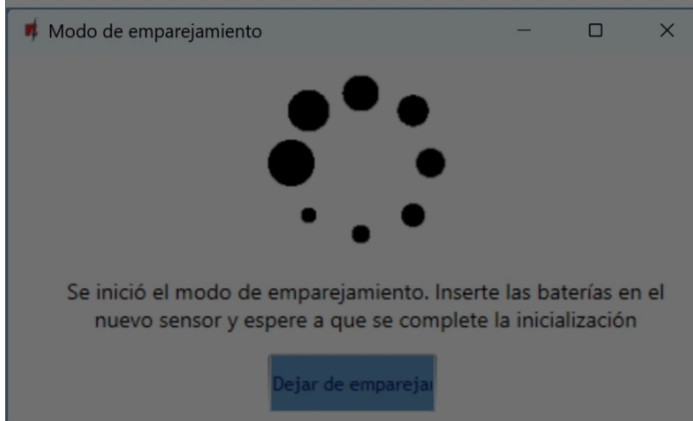 Modo de emparejamiento
Se inició el modo de emparejamiento. Inserte las baterías en el
nuevo sensor y espere a que se complete la inicialización
Dejar de emparejar